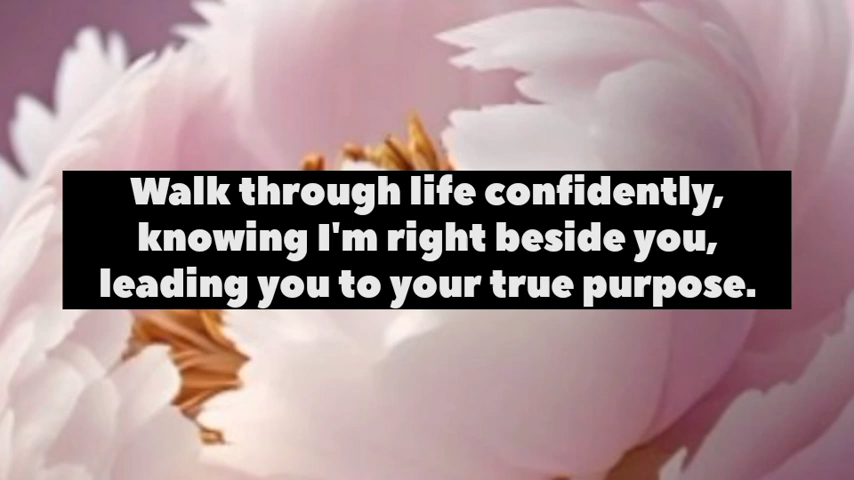 Walk through life confidently,
knowing I'm right beside you,
leading you to your true purpose.